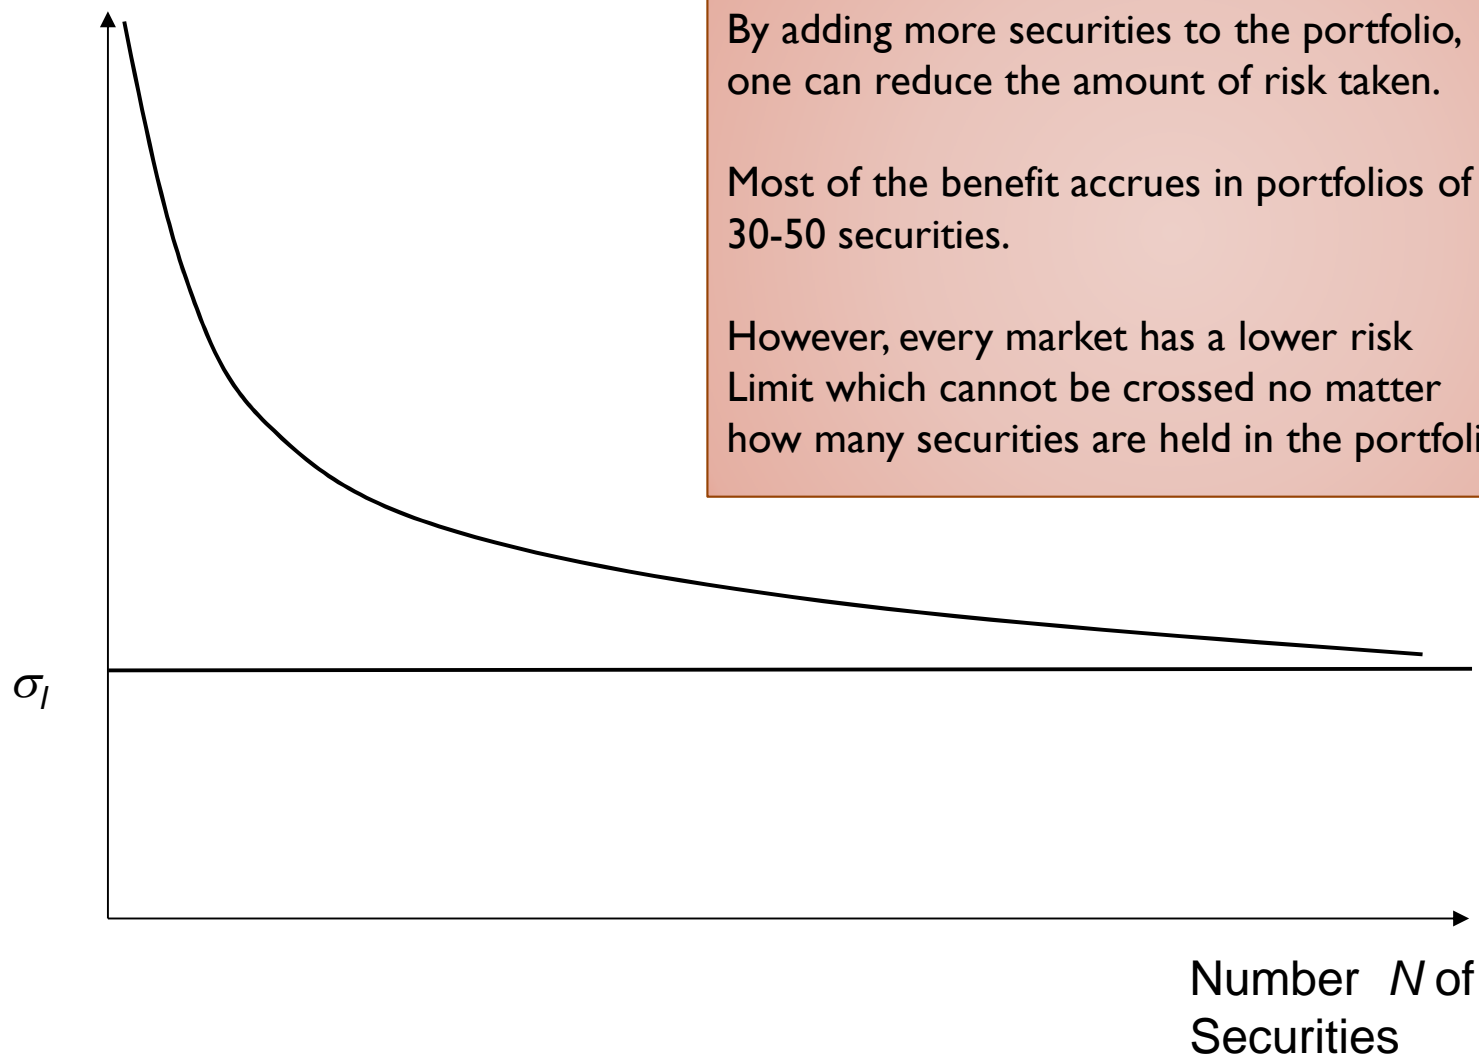 By adding more securities to the portfolio,
one can reduce the amount of risk taken.
Most of the benefit accrues in portfolios of
30-50 securities.
However, every market has a lower risk
Limit which cannot be crossed no matter
how many securities are held in the
σI
Number N of
Securities